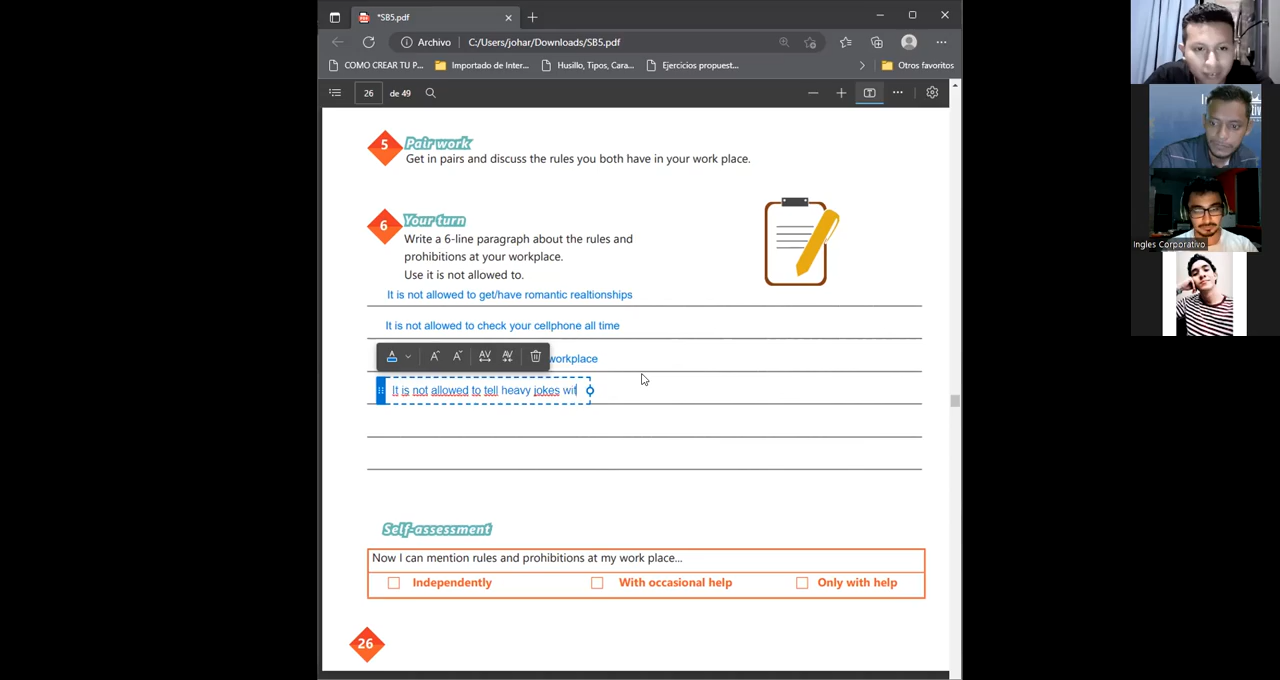 *SB5.pdf
Archivo
C:/Users/johar/Downloads/SB5.pdf
COMO CREAR TU P...
Importado de Inter...
Husillo, Tipos, Cara...
Ejercicios propuest...
Otros favoritos
26 de 49
5 Pair work
Get in pairs and discuss the rules you both have in your work place.
6 Your turn
Write a 6-line paragraph about the rules and
prohibitions at your workplace.
Use it is not allowed to.
It is not allowed to get/have romantic realtionships
It is not allowed to check your cellphone all time
workplace
It is not allowed to tell heavy jokes wit
Self-assessment
Now I can mention rules and prohibitions at my work place...
Independently
With occasional help
Only with help
26
Ingles Corporativo